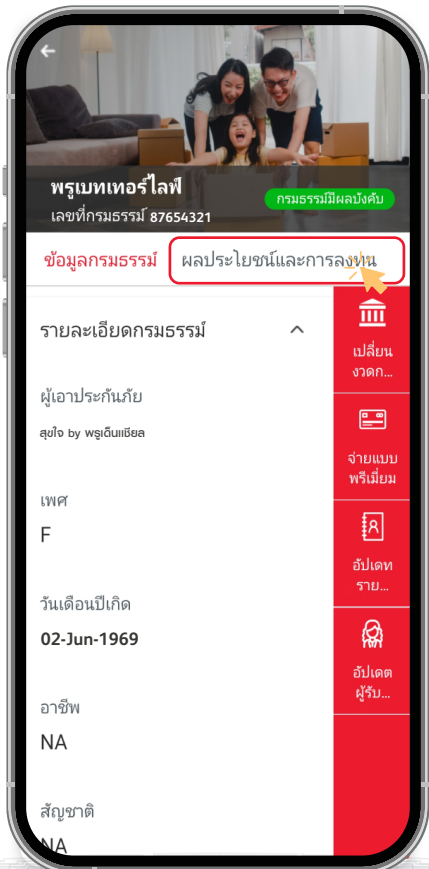 พรูเบทเทอร์ไลฟ์
กรมธรรม์มีผลบังคับ
เลขที่กรมธรรม์ 87654321
ข้อมูลกรมธรรม์
ผลประโยชน์และการลงทุน
รายละเอียดกรมธรรม์
ผู้เอาประกันภัย
สุขใจ by พรูเด็นเชียล
เพศ
F
วันเดือนปีเกิด
02-Jun-1969
อาชีพ
NA
สัญชาติ
NA
เปลี่ยน
งวดก...
จ่ายแบบ
พรีเมี่ยม
อัปเดท
ราย...
อัปเดต
ผู้รับ...